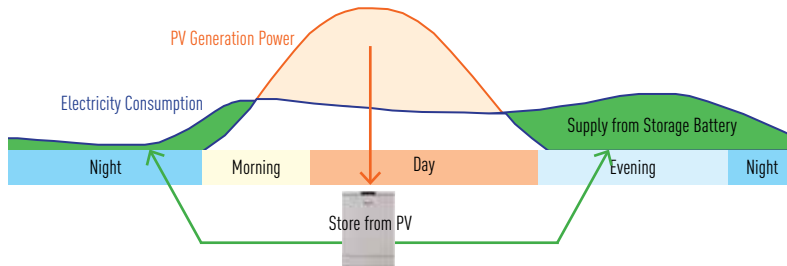 PV Generation Power
Electricity Consumption
Supply from Storage Battery
Night
Morning
Day
Evening
Night
Store from PV